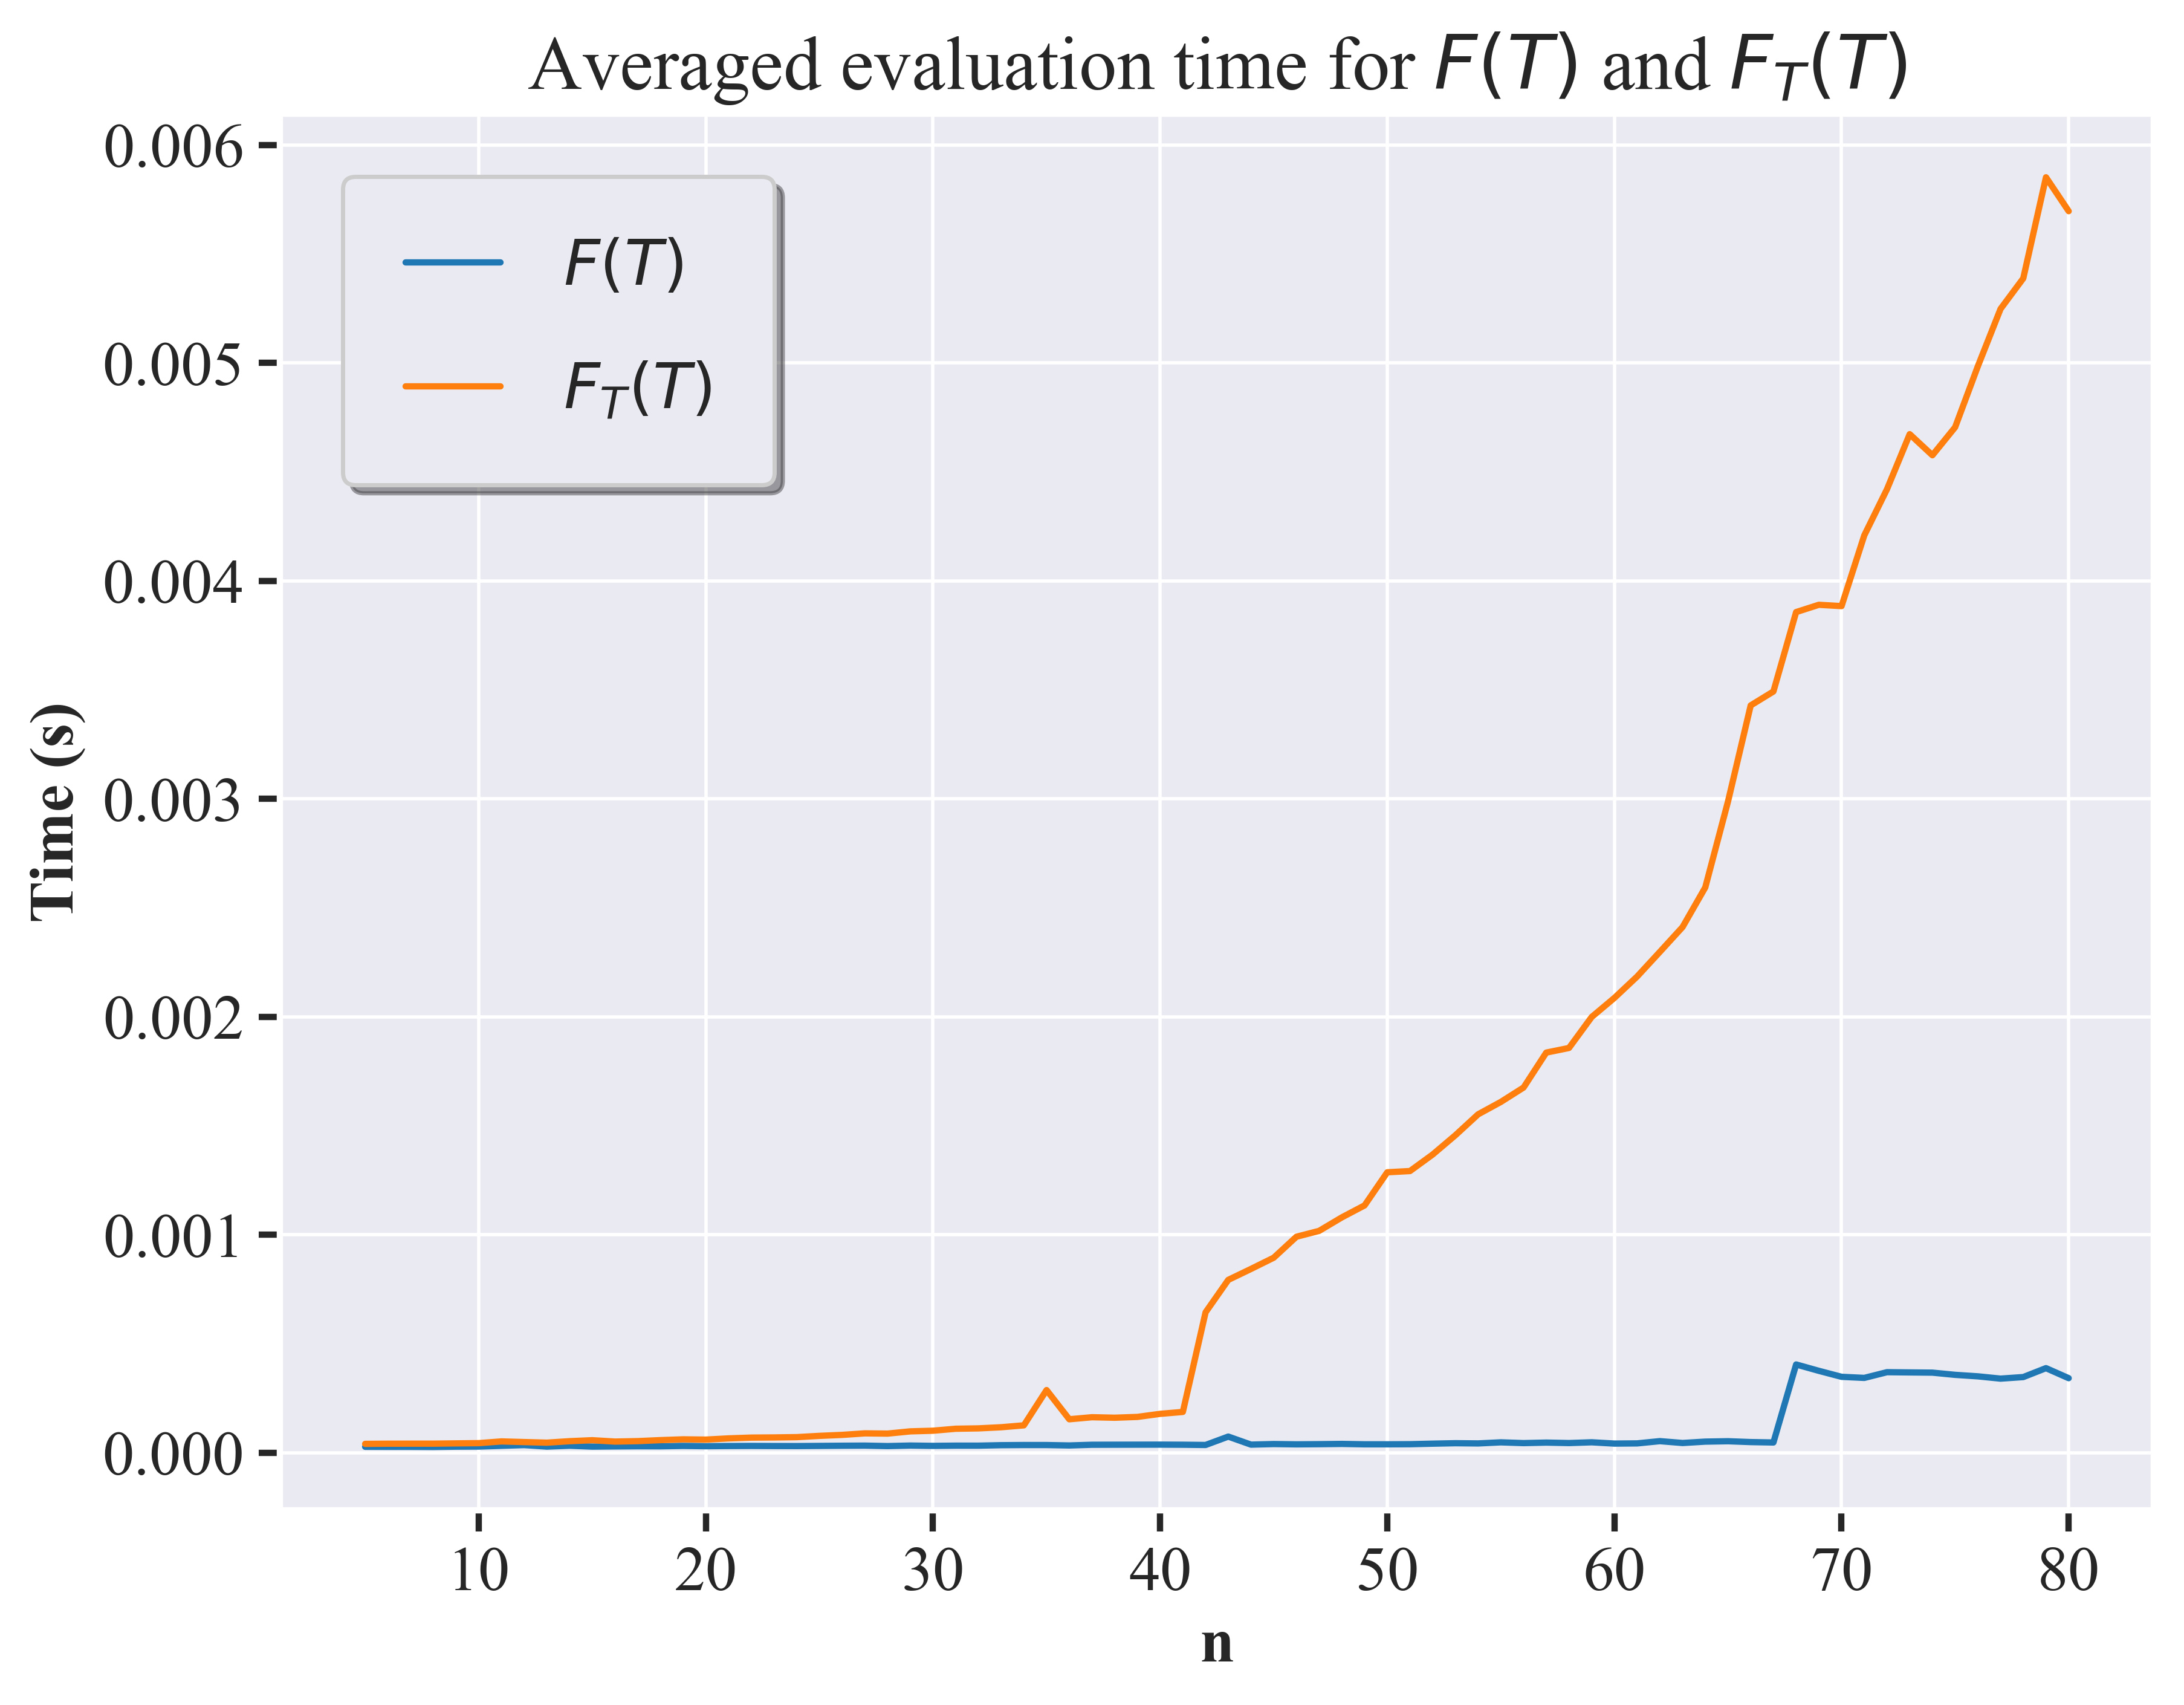 Averaged evaluation time for F(T) and F_T(T)
0.006
0.005
0.004
0.003
0.002
0.001
0.000
F(T)
F_T(T)
Time (s)
10 20 30 40 50 60 70 80
n